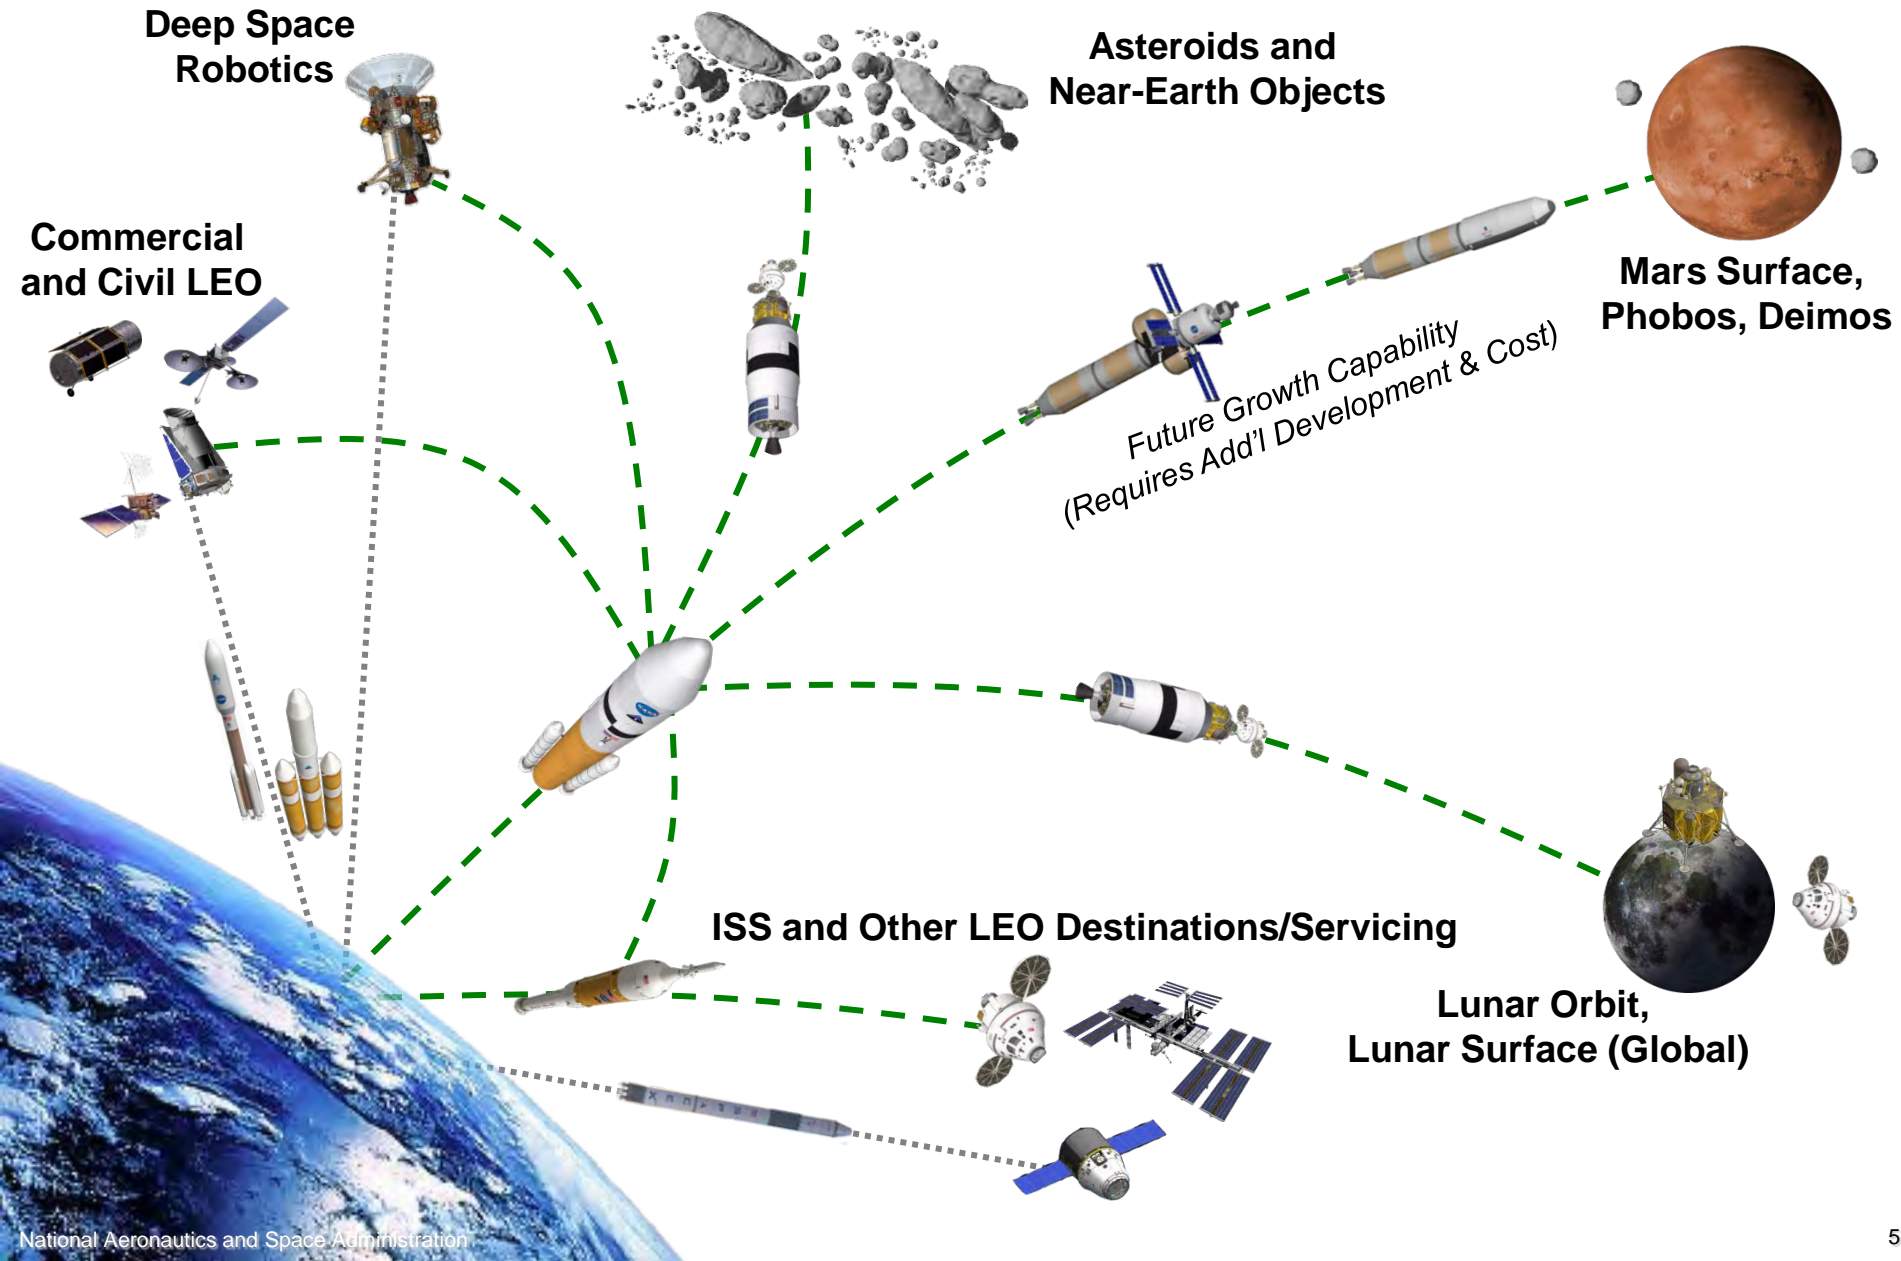 Deep Space
Robotics
Asteroids and
Near-Earth Objects
Commercial
and Civil LEO
Mars Surface,
Phobos, Deimos
Future Growth Capability
(Requires Add'l Development & Cost)
ISS and Other LEO Destinations/Servicing
Lunar Orbit,
Lunar Surface (Global)
National Aeronautics and Space Administration
5